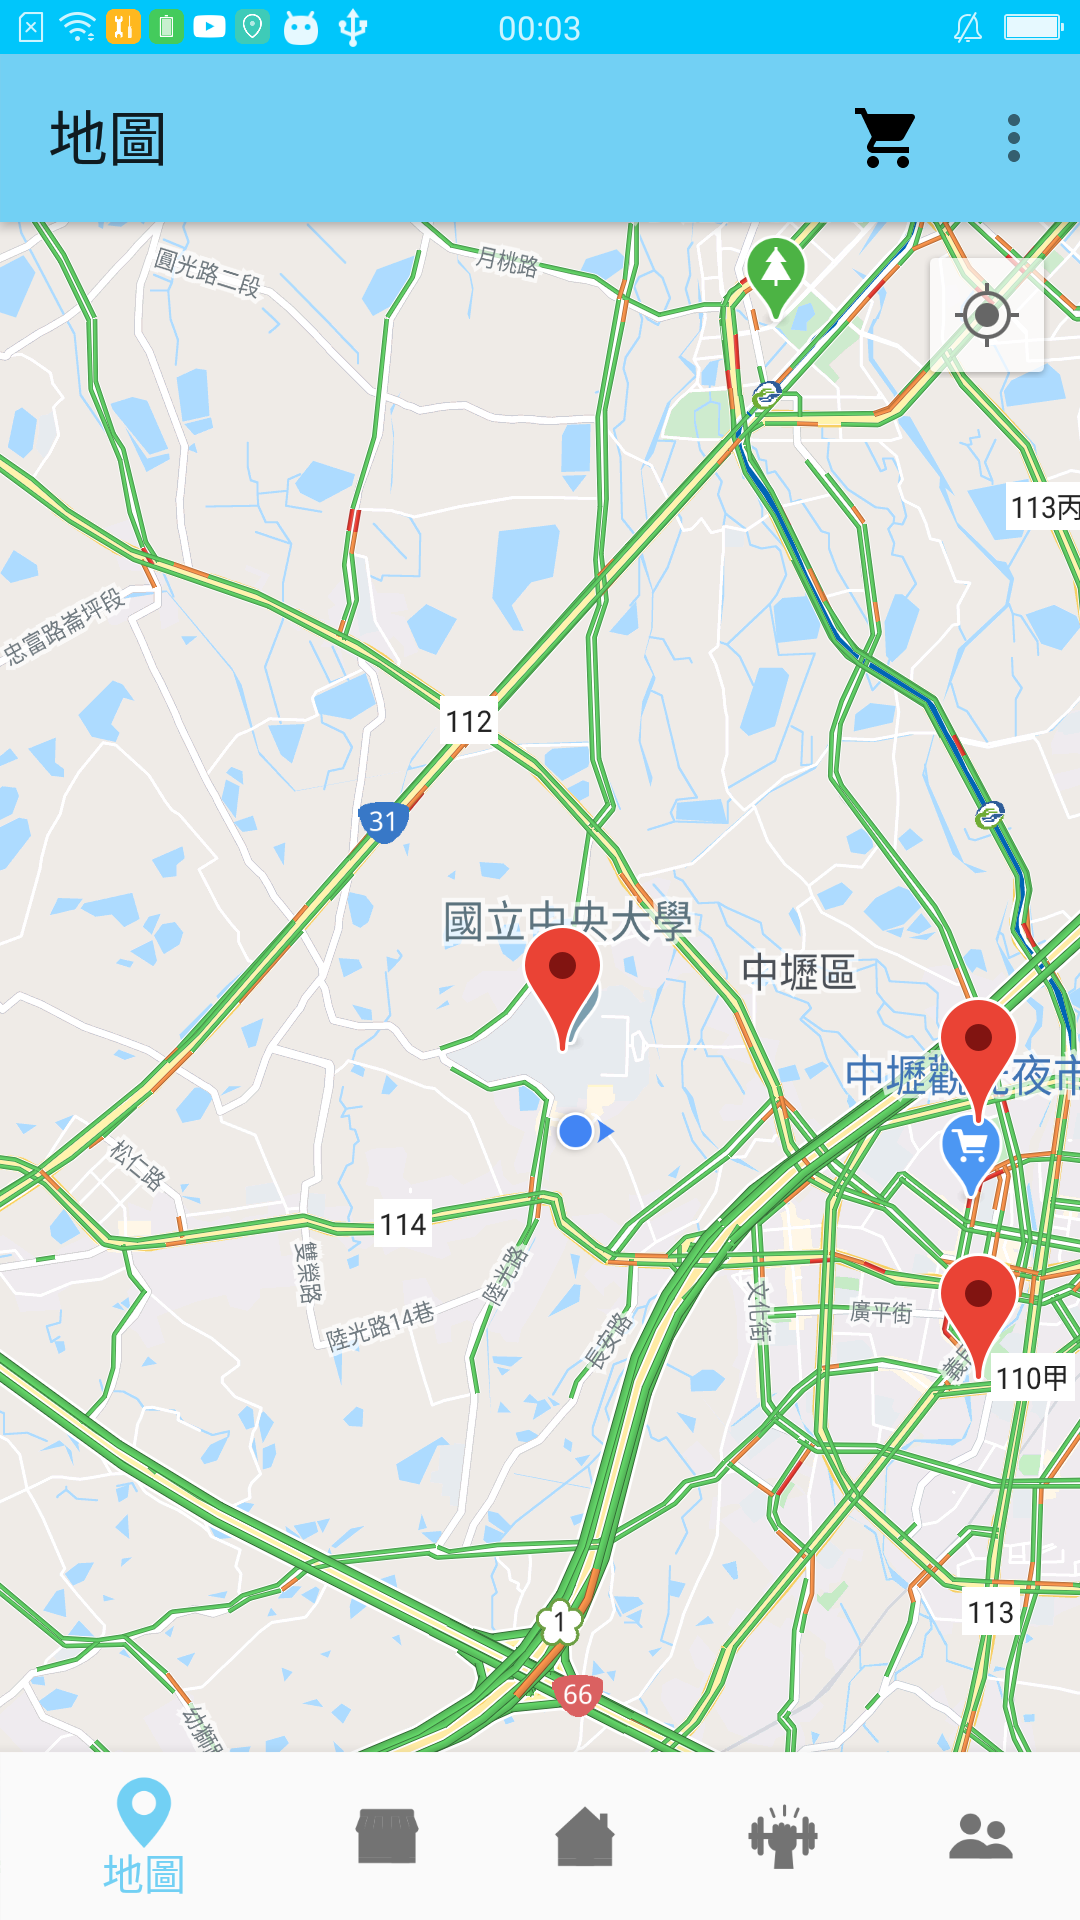 00:03
地圖
圓光路二段
月桃路
113丙
忠富路崙坪段
112
31
國立中央大學
中壢區
中壢觀光夜市
松仁路
114
雙榮路
陸光路
陸光路14巷
長安路
文化街
廣平街
110甲
113
1
66
幼獅
地圖